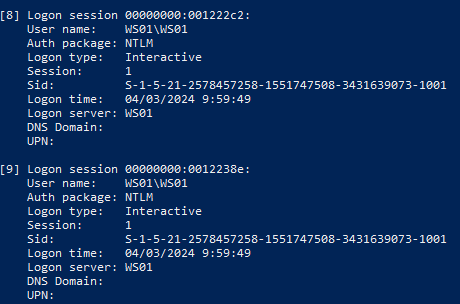 [8] Logon session 00000000:001222c2:
User name: WS01\WS01
Auth package: NTLM
Logon type: Interactive
Session: 1
Sid: S-1-5-21-2578457258-1551747508-3431639073-1001
Logon time: 04/03/2024 9:59:49
Logon server: WS01
DNS Domain:
UPN:
[9] Logon session 00000000:0012238e:
User name: WS01\WS01
Auth package: NTLM
Logon type: Interactive
Session: 1
Sid: S-1-5-21-2578457258-1551747508-3431639073-1001
Logon time: 04/03/2024 9:59:49
Logon server: WS01
DNS Domain:
UPN: